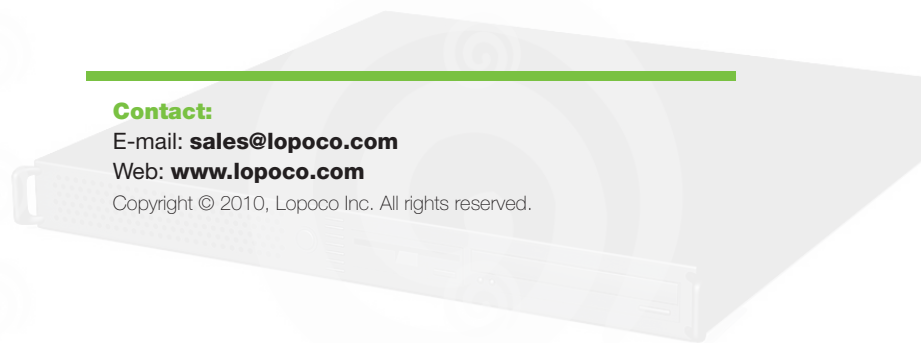 Contact:
E-mail: sales@lopoco.com
Web: www.lopoco.com
Copyright © 2010, Lopoco Inc. All rights reserved.